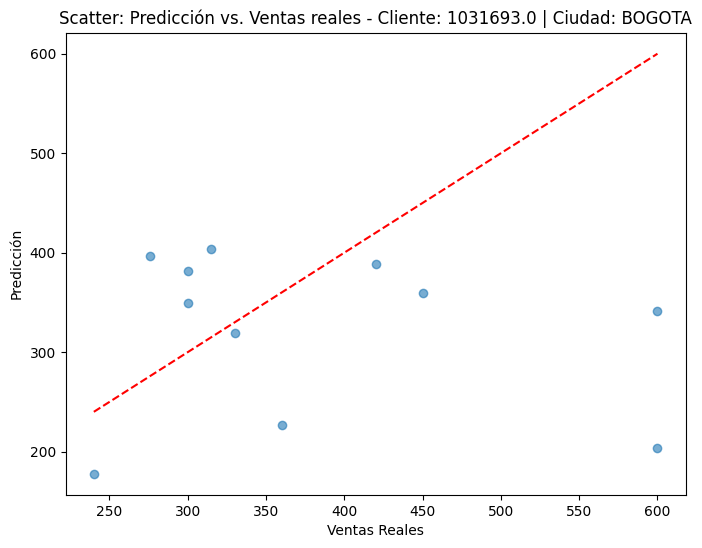 Scatter: Predicción vs. Ventas reales - Cliente: 1031693.0 | Ciudad: BOGOTA
600
500
400
300
200
Predicción
250 300 350 400 450 500 550 600
Ventas Reales